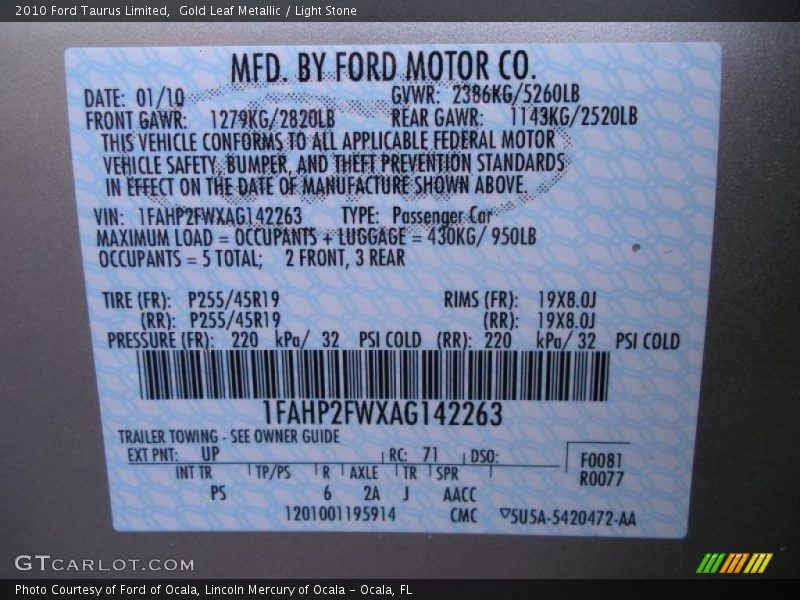 2010 Ford Taurus Limited,  Gold Leaf Metallic / Light Stone
MFD. BY FORD MOTOR CO.
DATE: 01/10 GVWR: 2386KG/5260LB
FRONT GAWR: 1279KG/2820LB REAR GAWR: 1143KG/2520LB
THIS VEHICLE CONFORMS TO ALL APPLICABLE FEDERAL MOTOR
VEHICLE SAFETY, BUMPER, AND THEFT PREVENTION STANDARDS
IN EFFECT ON THE DATE OF MANUFACTURE SHOWN ABOVE.
VIN: 1FAHP2FWXAG142263 TYPE: Passenger Car
MAXIMUM LOAD = OCCUPANTS + LUGGAGE = 430KG/ 950LB
OCCUPANTS = 5 TOTAL; 2 FRONT, 3 REAR
TIRE (FR): P255/45R19 RIMS (FR): 19X8.0J
(RR): P255/45R19 (RR): 19X8.0J
PRESSURE (FR): 220 kPa/ 32 PSI COLD (RR): 220 kPa/ 32 PSI COLD
1FAHP2FWXAG142263
TRAILER TOWING - SEE OWNER GUIDE
EXT PNT: UP RC: 71 DSO: F0081
INT TR TP/PS R AXLE TR SPR R0077
PS 6 2A J AACC
1201001195914 CMC ▽5U5A-5420472-AA
GTCARLOT.COM
Photo Courtesy of Ford of Ocala, Lincoln Mercury of Ocala – Ocala, FL